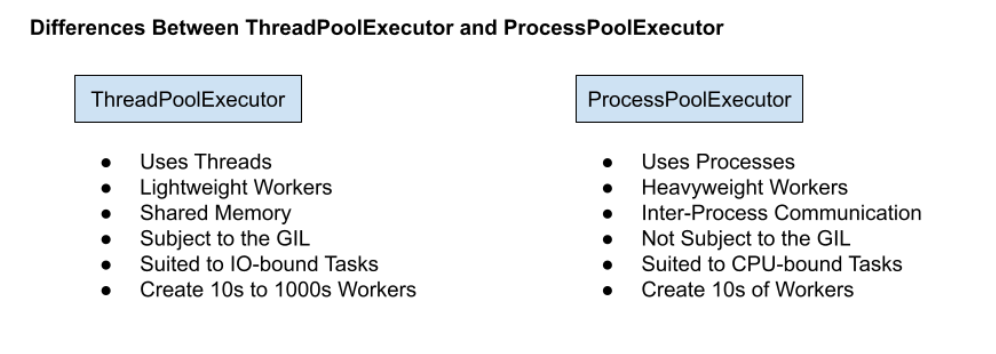 Differences Between ThreadPoolExecutor and ProcessPoolExecutor
ThreadPoolExecutor
● Uses Threads
● Lightweight Workers
● Shared Memory
● Subject to the GIL
● Suited to IO-bound Tasks
● Create 10s to 1000s Workers
ProcessPoolExecutor
● Uses Processes
● Heavyweight Workers
● Inter-Process Communication
● Not Subject to the GIL
● Suited to CPU-bound Tasks
● Create 10s of Workers